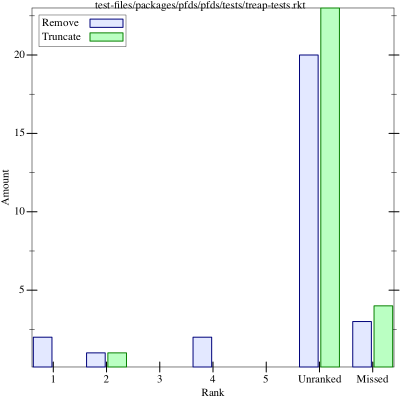 test-files/packages/pfds/pfds/tests/treap-tests.rkt
Remove
Truncate
20
15
10
5
Amount
1 2 3 4 5 Unranked Missed
Rank